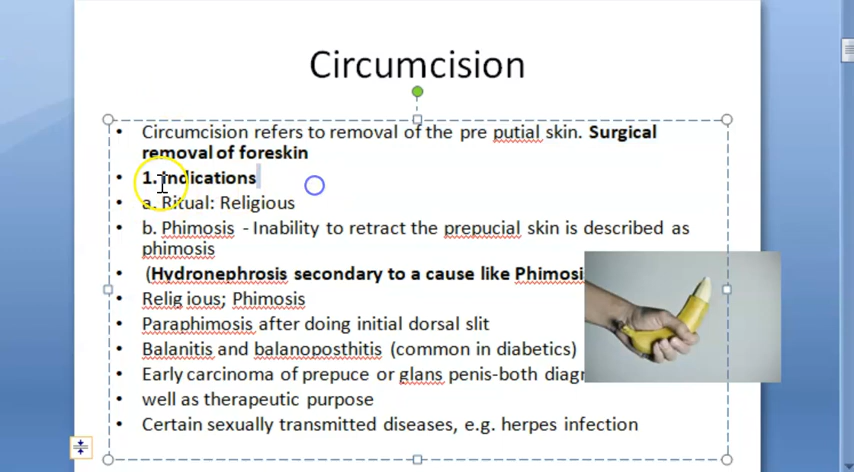 Circumcision
• Circumcision refers to removal of the pre putial skin. Surgical
removal of foreskin
• 1. Indications
• a. Ritual: Religious
• b. Phimosis - Inability to retract the prepucial skin is described as
phimosis
• (Hydronephrosis secondary to a cause like
• Relig ious; Phimosis
• Paraphimosis after doing initial dorsal slit
• Balanitis and balanoposthitis (common in diabetics)
• Early carcinoma of prepuce or glans penis-both
• well as therapeutic purpose
• Certain sexually transmitted diseases, e.g. herpes infection